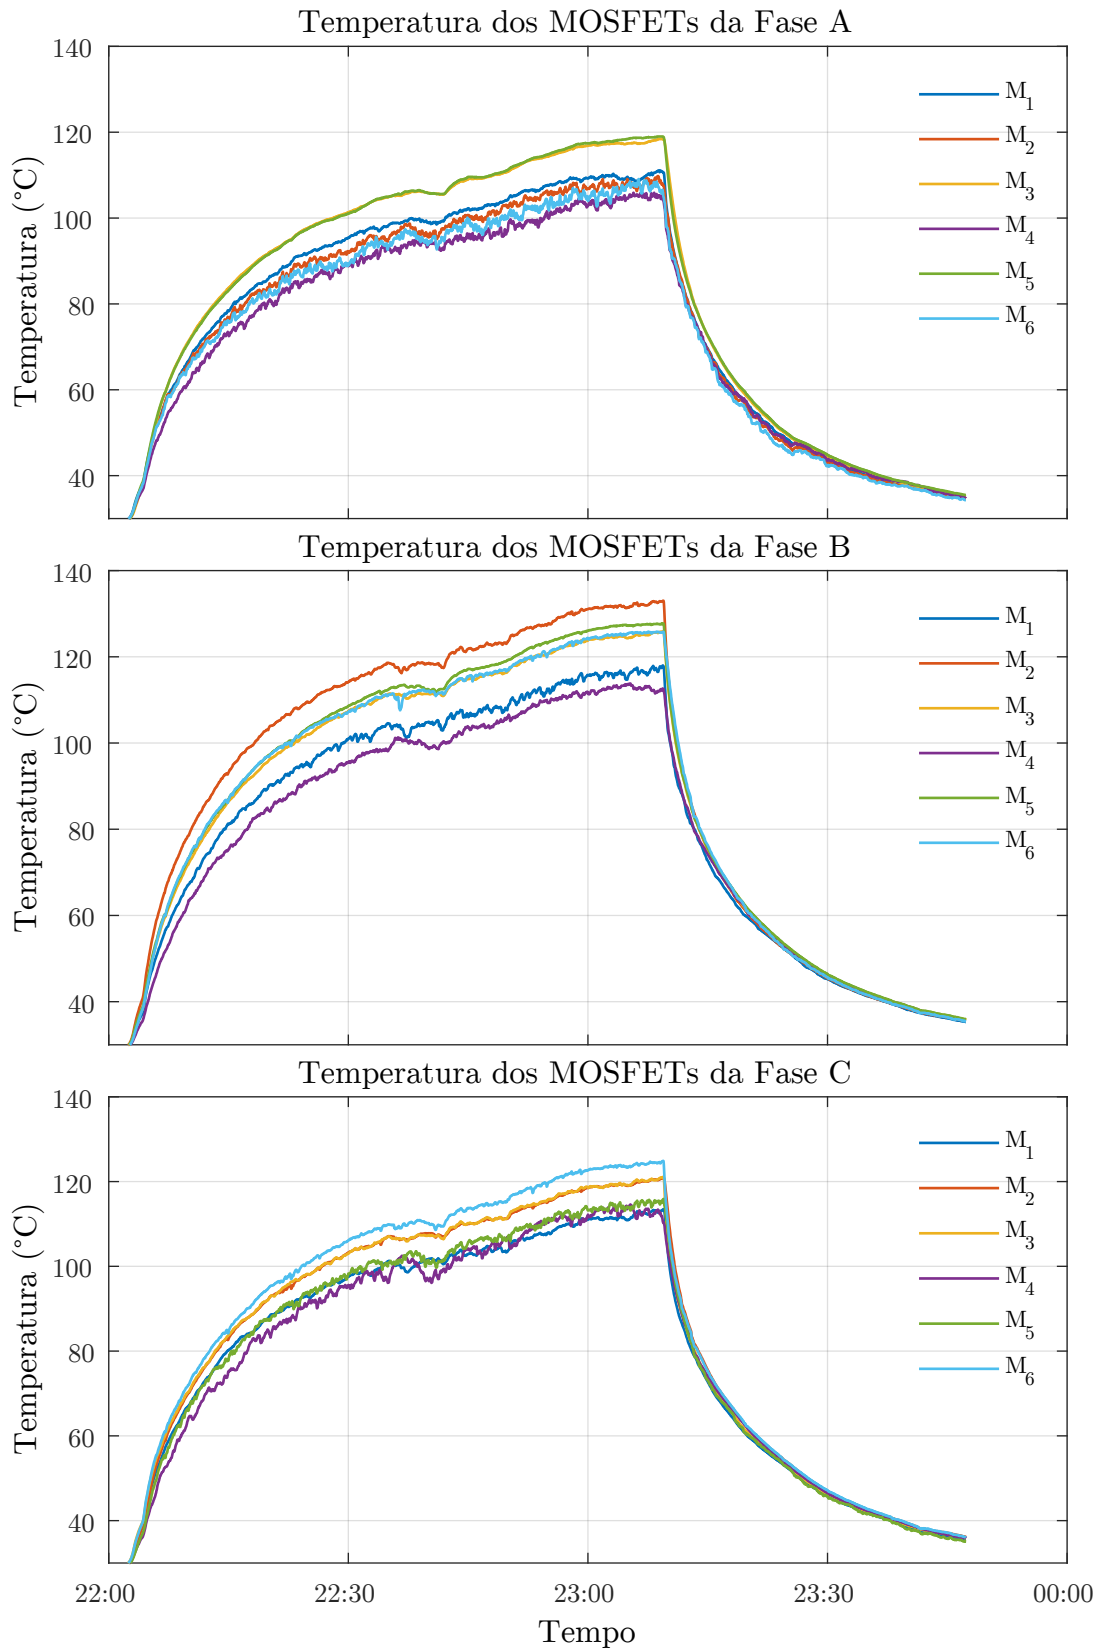 Temperatura dos MOSFETs da Fase A
Temperatura (°C)
140
120
100
80
60
40
M1
M2
M3
M4
M5
M6
Temperatura dos MOSFETs da Fase B
Temperatura (°C)
140
120
100
80
60
40
M1
M2
M3
M4
M5
M6
Temperatura dos MOSFETs da Fase C
Temperatura (°C)
140
120
100
80
60
40
M1
M2
M3
M4
M5
M6
22:00 22:30 23:00 23:30 00:00
Tempo